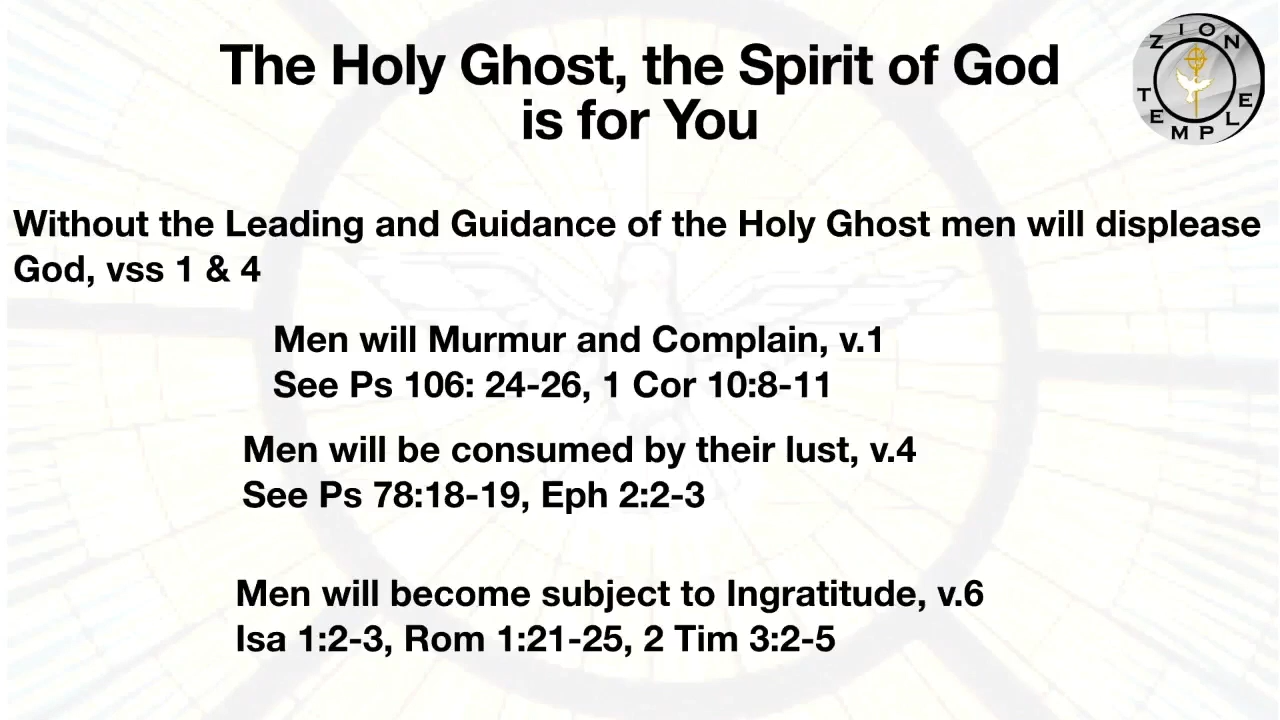 The Holy Ghost, the Spirit of God
is for You
ZION
TEMPLE
Without the Leading and Guidance of the Holy Ghost men will displease
God, vss 1 & 4
Men will Murmur and Complain, v.1
See Ps 106: 24-26, 1 Cor 10:8-11
Men will be consumed by their lust, v.4
See Ps 78:18-19, Eph 2:2-3
Men will become subject to Ingratitude, v.6
Isa 1:2-3, Rom 1:21-25, 2 Tim 3:2-5